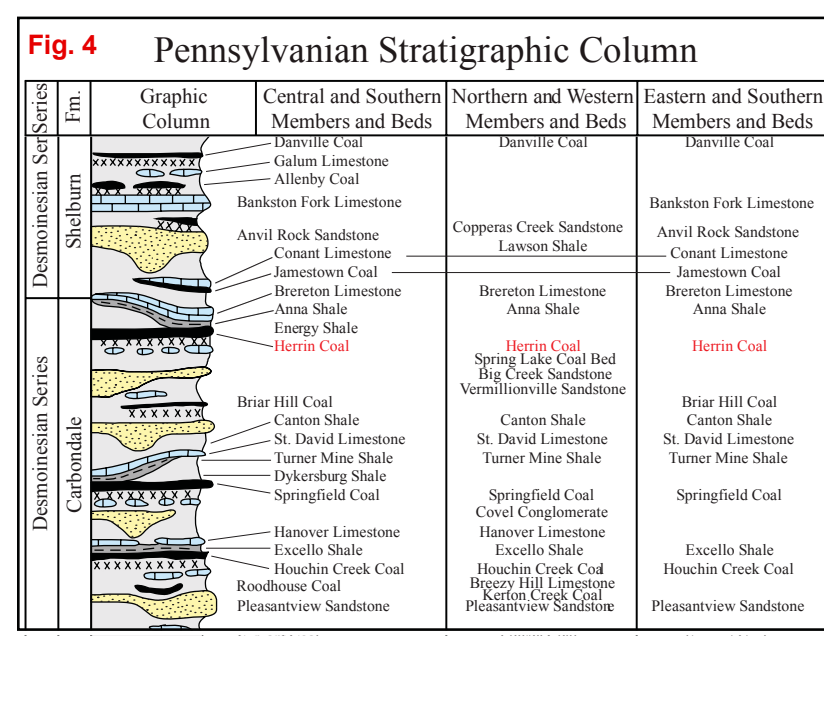 Fig. 4
Pennsylvanian Stratigraphic Column
Series
Fm.
Graphic Column
Central and Southern Members and Beds
Northern and Western Members and Beds
Eastern and Southern Members and Beds
Desmoinesian Series
Shelburn
Desmoinesian Series
Carbondale
Danville Coal
Galum Limestone
Allenby Coal
Bankston Fork Limestone
Anvil Rock Sandstone
Conant Limestone
Jamestown Coal
Brereton Limestone
Anna Shale
Energy Shale
Herrin Coal
Briar Hill Coal
Canton Shale
St. David Limestone
Turner Mine Shale
Dykersburg Shale
Springfield Coal
Hanover Limestone
Excello Shale
Houchin Creek Coal
Roodhouse Coal
Pleasantview Sandstone
Danville Coal
Copperas Creek Sandstone
Lawson Shale
Brereton Limestone
Anna Shale
Herrin Coal
Spring Lake Coal Bed
Big Creek Sandstone
Vermillionville Sandstone
Canton Shale
St. David Limestone
Turner Mine Shale
Springfield Coal
Covel Conglomerate
Hanover Limestone
Excello Shale
Houchin Creek Coal
Breezy Hill Limestone
Kerton Creek Coal
Pleasantview Sandstone
Danville Coal
Bankston Fork Limestone
Anvil Rock Sandstone
Conant Limestone
Jamestown Coal
Brereton Limestone
Anna Shale
Herrin Coal
Briar Hill Coal
Canton Shale
St. David Limestone
Turner Mine Shale
Springfield Coal
Excello Shale
Houchin Creek Coal
Pleasantview Sandstone